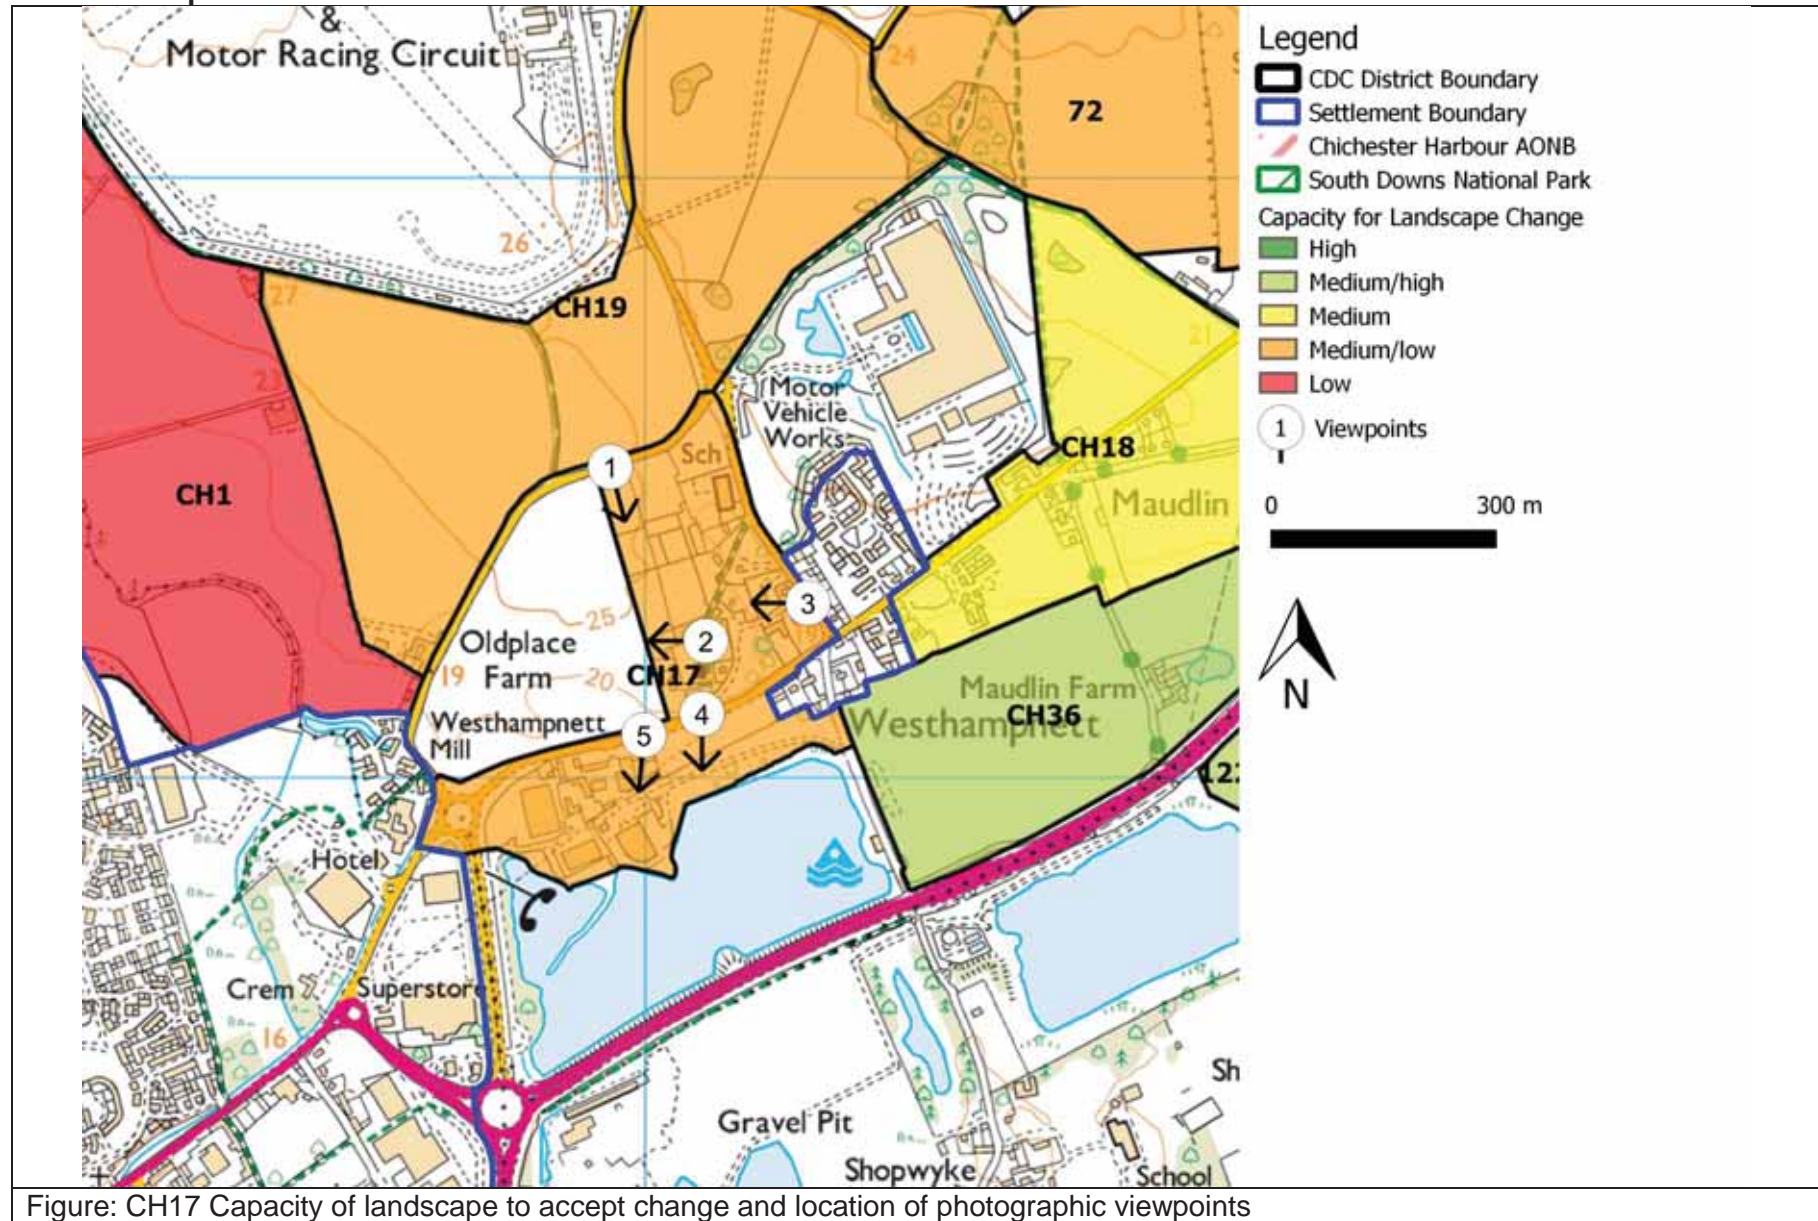 &
Motor Racing Circuit
24
72
26
CH19
27
23
21
Motor
Vehicle
Works
Sch
CH18
1
CH1
Maudlin
25
3
Oldplace
Farm
2
19
20
CH17
Maudlin Farm
CH36
Westhampnett
Westhampnett
Mill
4
5
Hotel
Crem
Superstore
16
Gravel Pit
Shopwyke
School
Sh
Legend
CDC District Boundary
Settlement Boundary
Chichester Harbour AONB
South Downs National Park
Capacity for Landscape Change
High
Medium/high
Medium
Medium/low
Low
1 Viewpoints
0 300 m
N
Figure: CH17 Capacity of landscape to accept change and location of photographic viewpoints